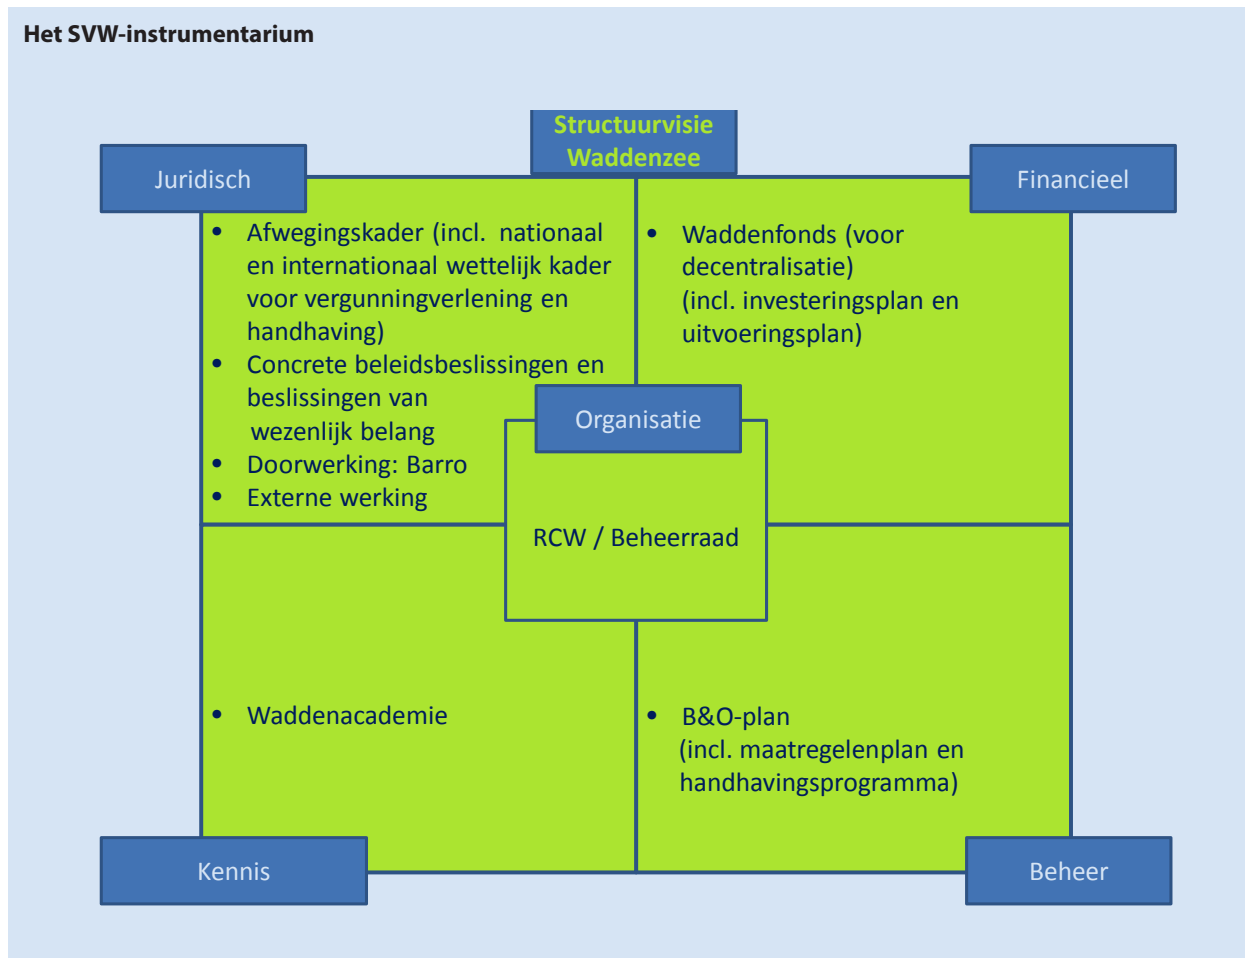 Het SVW-instrumentarium
Structuurvisie
Waddenzee
Juridisch
Financieel
• Afwegingskader (incl. nationaal
en internationaal wettelijk kader
voor vergunningverlening en
handhaving)
• Concrete beleidsbeslissingen en
beslissingen van
wezenlijk belang
• Doorwerking: Barro
• Externe werking
• Waddenfonds (voor
decentralisatie)
(incl. investeringsplan en
uitvoeringsplan)
Organisatie
RCW / Beheerraad
• Waddenacademie
• B&O-plan
(incl. maatregelenplan en
handhavingsprogramma)
Kennis
Beheer